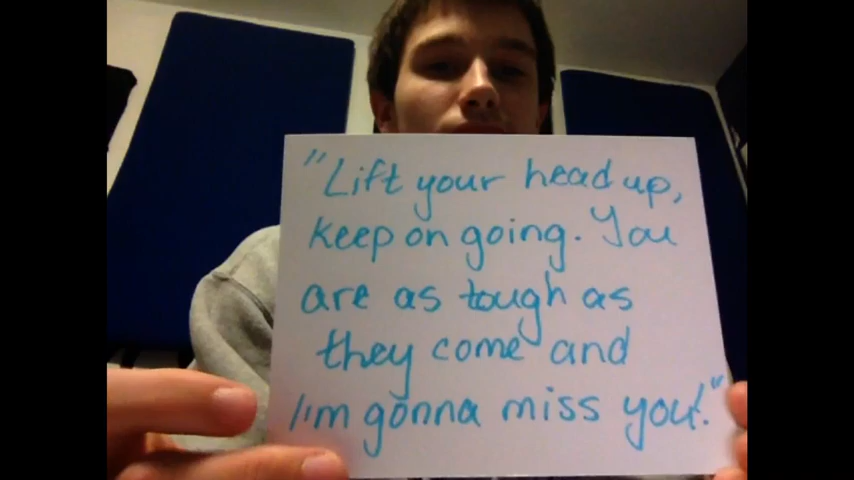 "Lift your head up,
keep on going. You
are as tough as
they come and
I'm gonna miss you!"